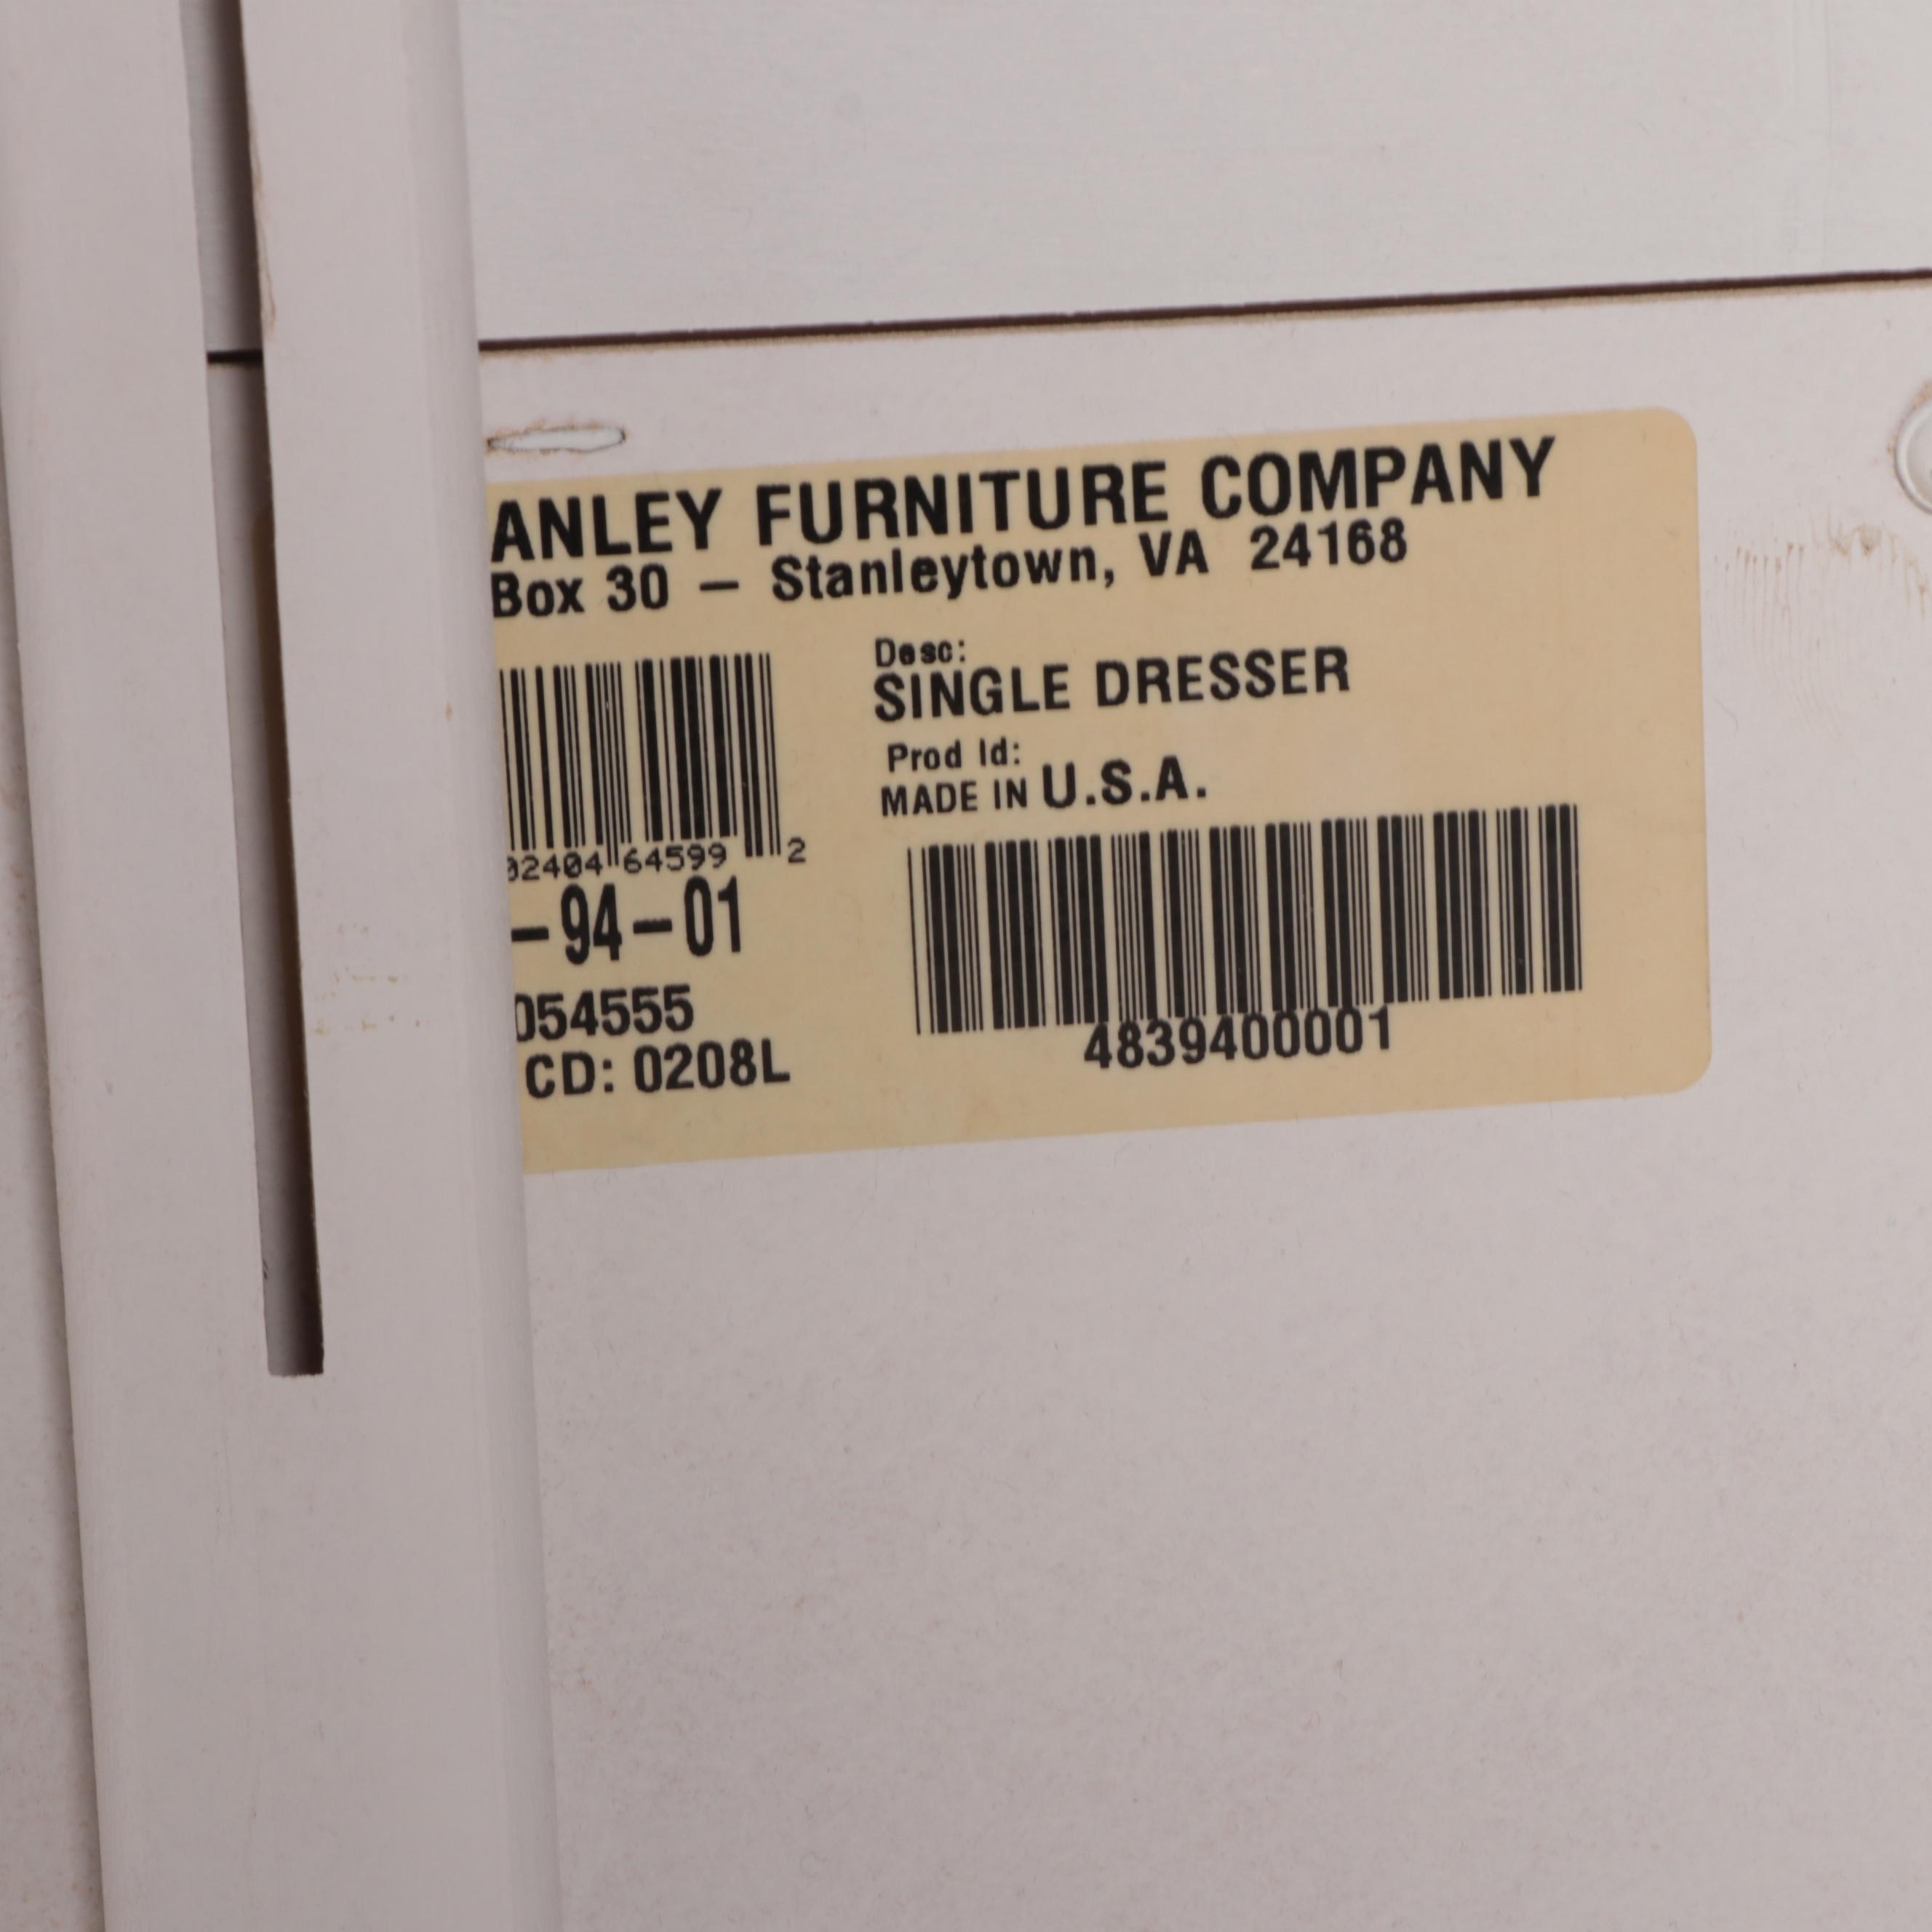 ANLEY FURNITURE COMPANY
Box 30 — Stanleytown, VA 24168
Desc:
SINGLE DRESSER
Prod Id:
MADE IN U.S.A.
02404 64599 2
-94-01
054555
CD: 0208L
4839400001